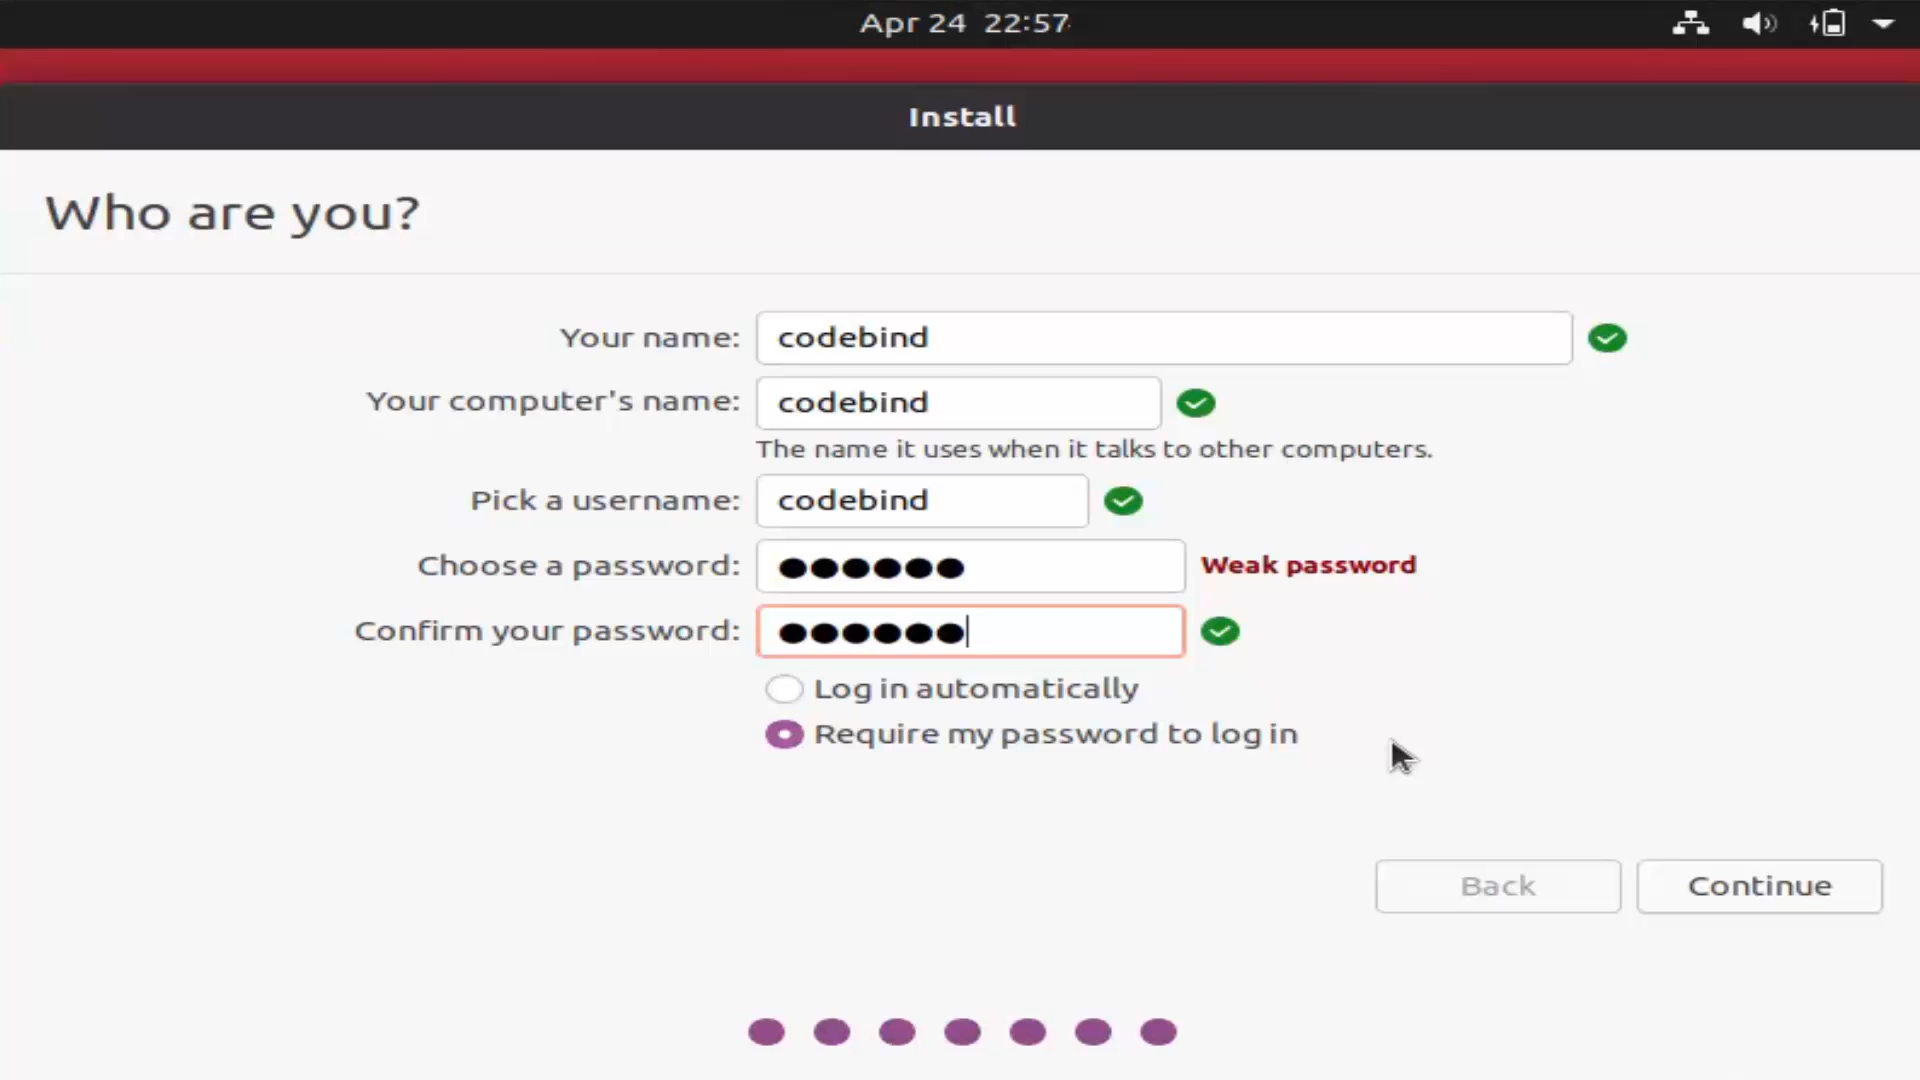 Apr 24 22:57
Install
Who are you?
Your name: codebind
Your computer's name: codebind
The name it uses when it talks to other computers.
Pick a username: codebind
Choose a password: ●●●●●● Weak password
Confirm your password: ●●●●●●
Log in automatically
Require my password to log in
Back Continue